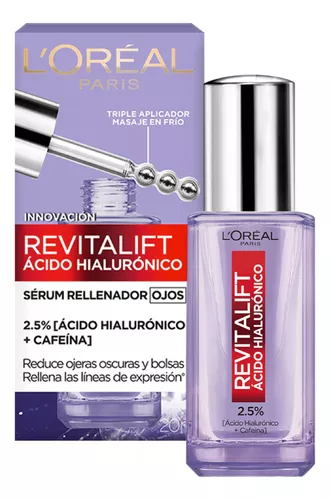 L'ORÉAL
PARIS
TRIPLE APLICADOR
MASAJE EN FRÍO
INNOVACIÓN
REVITALIFT
ÁCIDO HIALURÓNICO
SÉRUM RELLENADOR OJOS
2.5% [ÁCIDO HIALURÓNICO
+ CAFEÍNA]
Reduce ojeras oscuras y bolsas
Rellena las líneas de expresión*
L'ORÉAL
PARIS
REVITALIFT
ÁCIDO HIALURÓNICO
2.5%
[Ácido Hialurónico
+ Cafeína]